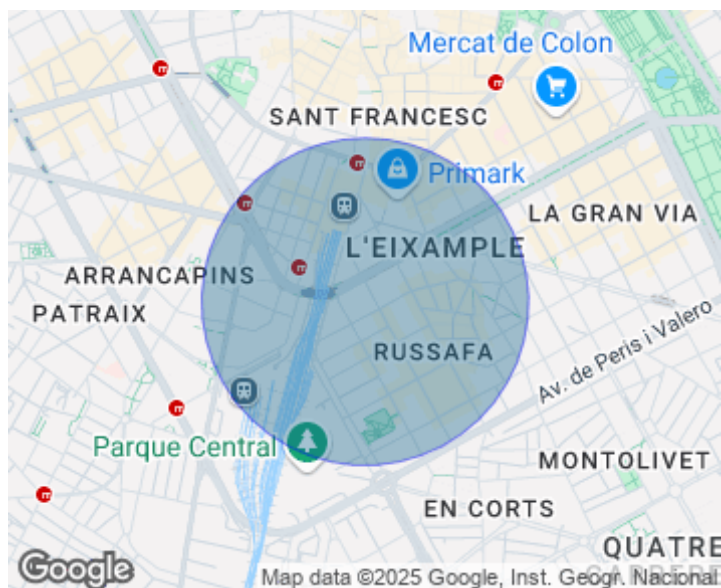 Mercat de Colon
SANT FRANCESC
Primark
LA GRAN VIA
L'EIXAMPLE
ARRANCAPINS
PATRAIX
RUSSAFA
Av. de Peris i Valero
Parque Central
MONTOLIVET
EN CORTS
QUATRE
Google
Map data ©2025 Google, Inst. Geogr. Nacional